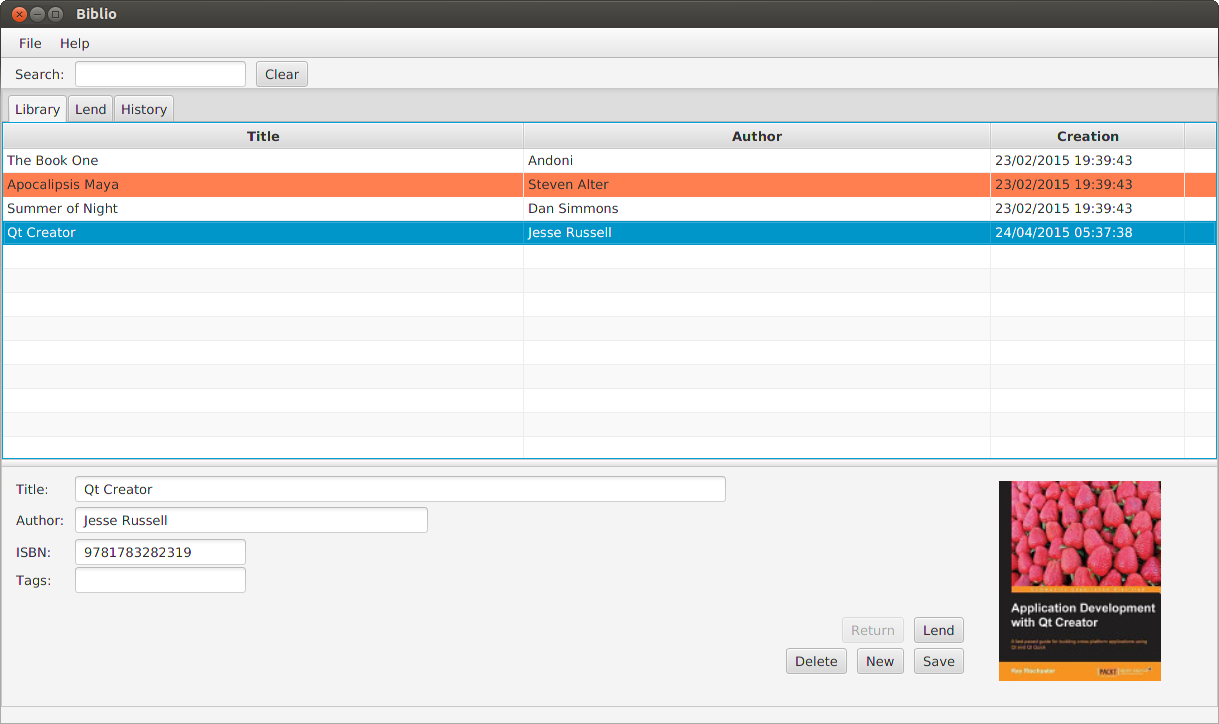 Biblio
File Help
Search: Clear
Library Lend History
Title Author Creation
The Book One Andoni 23/02/2015 19:39:43
Apocalipsis Maya Steven Alter 23/02/2015 19:39:43
Summer of Night Dan Simmons 23/02/2015 19:39:43
Qt Creator Jesse Russell 24/04/2015 05:37:38
Title: Qt Creator
Author: Jesse Russell
ISBN: 9781783282319
Tags:
Application Development
with Qt Creator
A fast-paced guide for building cross-platform applications using
Qt and Qt Quick
PACKT
Return Lend
Delete New Save